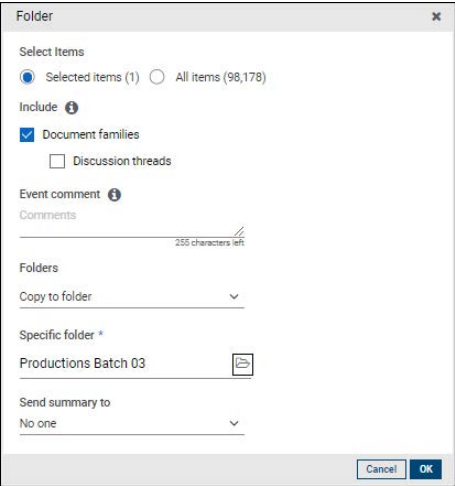 Folder
Select Items
Selected items (1) All items (98,178)
Include
Document families
Discussion threads
Event comment
Comments
255 characters left
Folders
Copy to folder
Specific folder *
Productions Batch 03
Send summary to
No one
Cancel OK